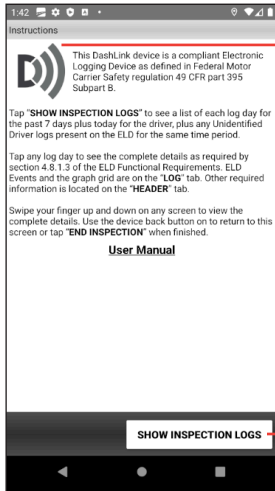 1:42
Instructions
This DashLink device is a compliant Electronic
Logging Device as defined in Federal Motor
Carrier Safety regulation 49 CFR part 395
Subpart B.
Tap "SHOW INSPECTION LOGS" to see a list of each log day for
the past 7 days plus today for the driver, plus any Unidentified
Driver logs present on the ELD for the same time period.
Tap any log day to see the complete details as required by
section 4.8.1.3 of the ELD Functional Requirements. ELD
Events and the graph grid are on the "LOG" tab. Other required
information is located on the "HEADER" tab.
Swipe your finger up and down on any screen to view the
complete details. Use the device back button on to return to this
screen or tap "END INSPECTION" when finished.
User Manual
SHOW INSPECTION LOGS